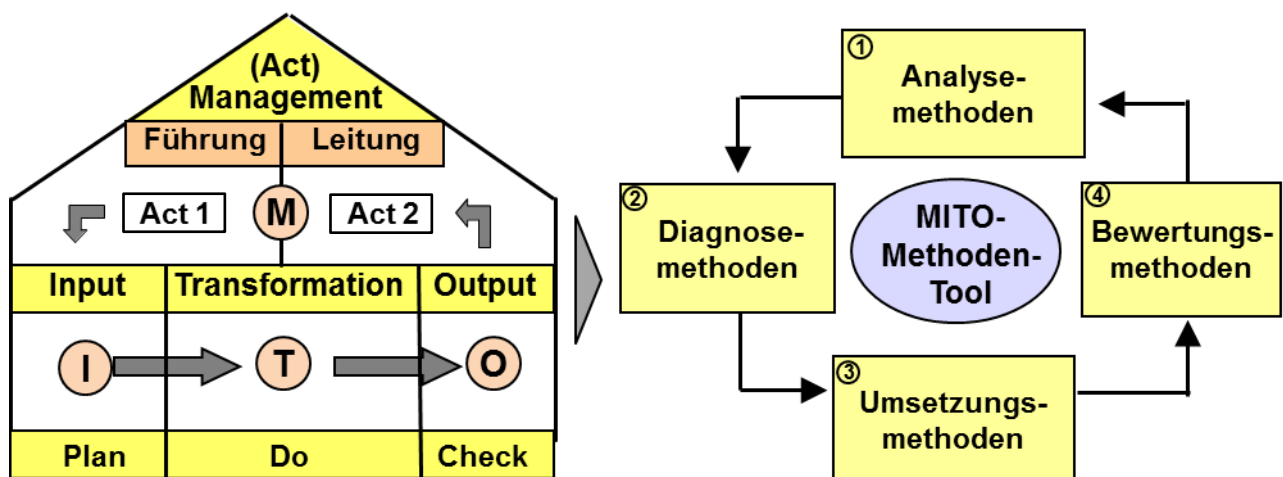 (Act)
Management
Führung Leitung
Act 1 M Act 2
Input Transformation Output
I T O
Plan Do Check
1
Analyse-
methoden
2
Diagnose-
methoden
MITO-
Methoden-
Tool
4
Bewertungs-
methoden
3
Umsetzungs-
methoden